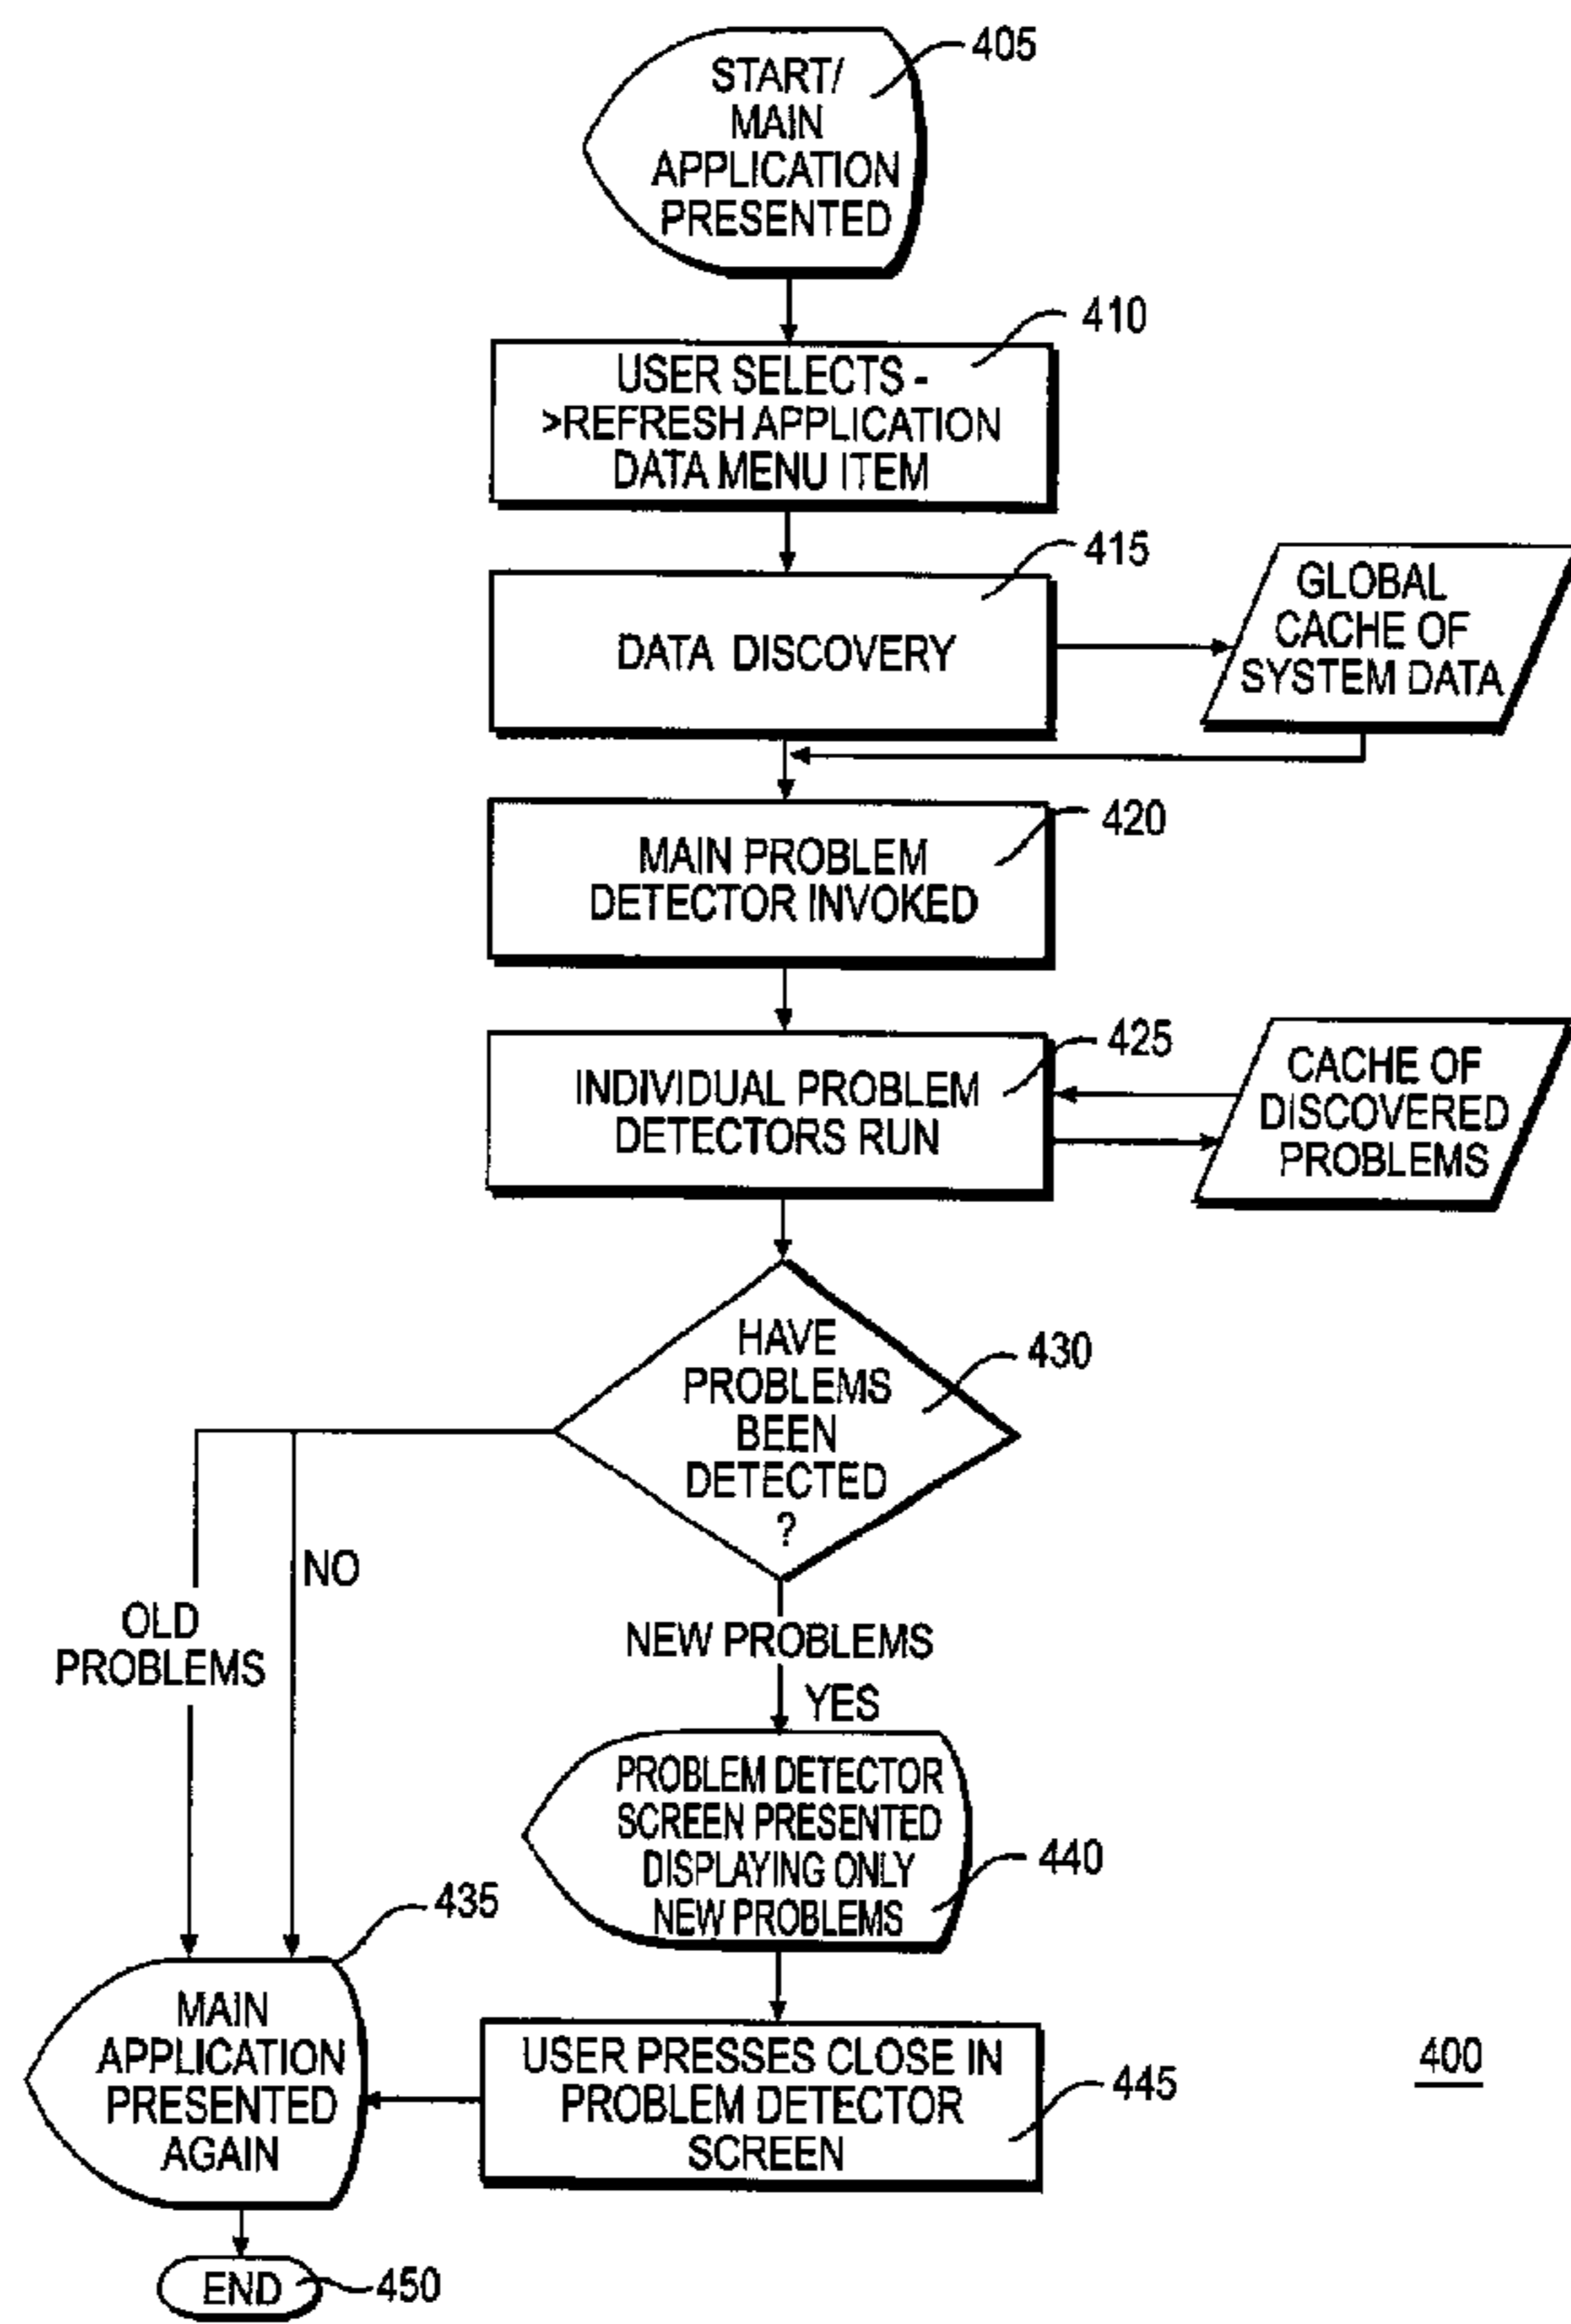 START/
MAIN
APPLICATION
PRESENTED
405
USER SELECTS -
>REFRESH APPLICATION
DATA MENU ITEM
410
DATA DISCOVERY
415
GLOBAL
CACHE OF
SYSTEM DATA
MAIN PROBLEM
DETECTOR INVOKED
420
INDIVIDUAL PROBLEM
DETECTORS RUN
425
CACHE OF
DISCOVERED
PROBLEMS
HAVE
PROBLEMS
BEEN
DETECTED
?
430
NO
OLD
PROBLEMS
NEW PROBLEMS
YES
PROBLEM DETECTOR
SCREEN PRESENTED
DISPLAYING ONLY
NEW PROBLEMS
440
435
MAIN
APPLICATION
PRESENTED
AGAIN
USER PRESSES CLOSE IN
PROBLEM DETECTOR
SCREEN
445
400
END
450